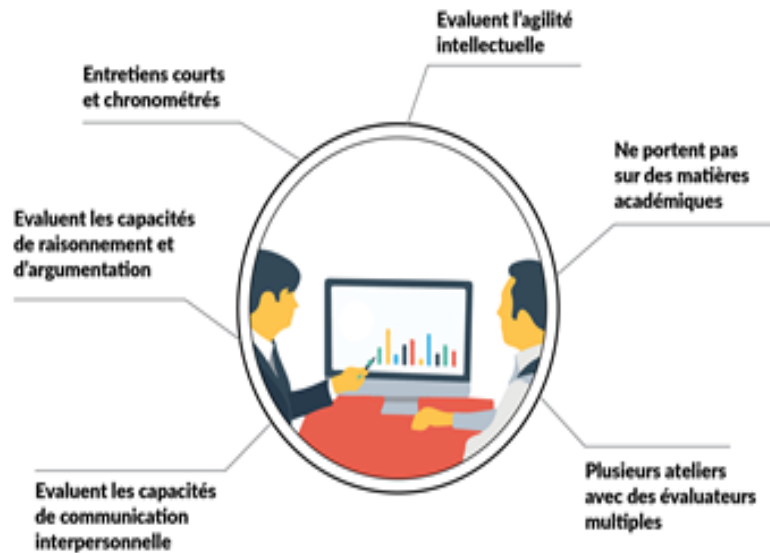 Evaluent l'agilité
intellectuelle
Entretiens courts
et chronométrés
Ne portent pas
sur des matières
académiques
Evaluent les capacités
de raisonnement et
d'argumentation
Plusieurs ateliers
avec des évaluateurs
multiples
Evaluent les capacités
de communication
interpersonnelle